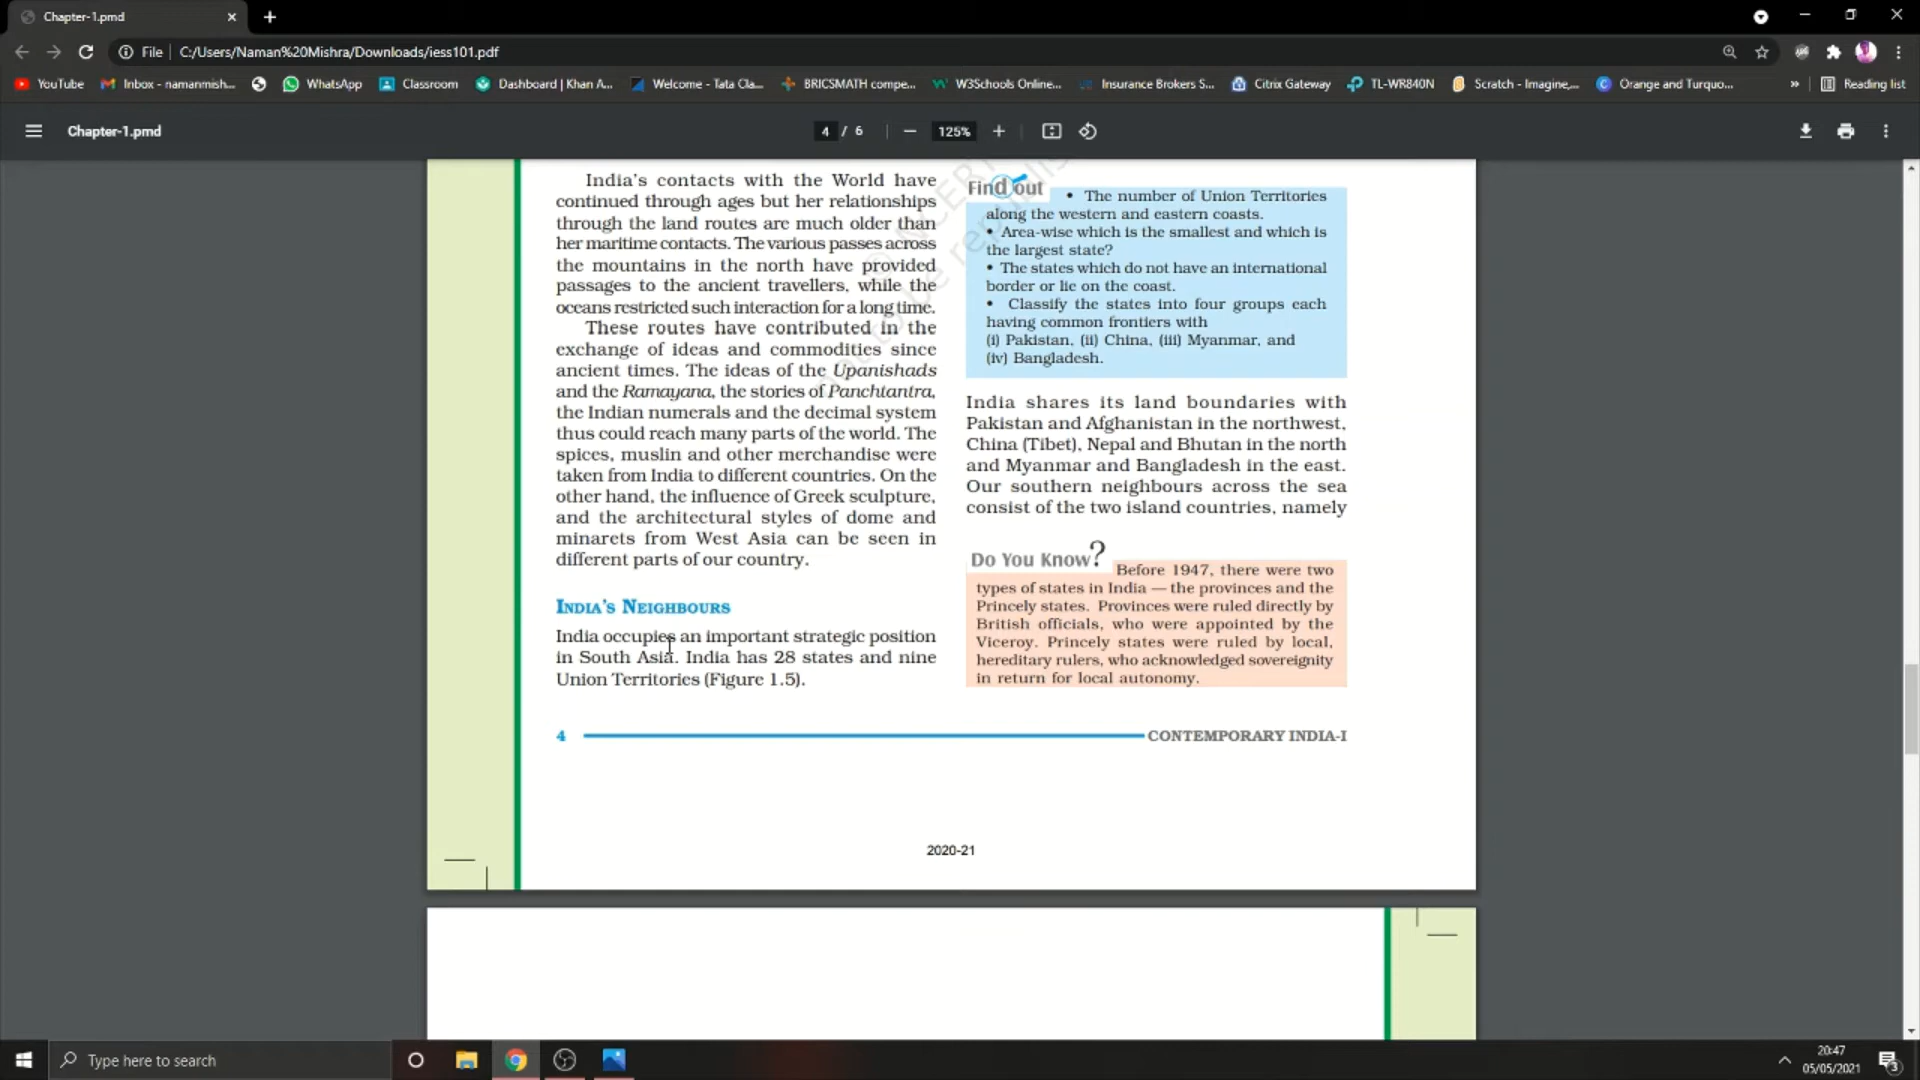 Chapter-1.pmd
File
C:/Users/Naman%20Mishra/Downloads/iess101.pdf
YouTube
Inbox - namanmish...
WhatsApp
Classroom
Dashboard | Khan A...
Welcome - Tata Cla...
BRICSMATH compe...
W3Schools Online...
Insurance Brokers S...
Citrix Gateway
TL-WR840N
Scratch - Imagine,...
Orange and Turquo...
»
Reading list
Chapter-1.pmd
4 / 6
125%
India's contacts with the World have
continued through ages but her relationships
through the land routes are much older than
her maritime contacts. The various passes across
the mountains in the north have provided
passages to the ancient travellers, while the
oceans restricted such interaction for a long time.
These routes have contributed in the
exchange of ideas and commodities since
ancient times. The ideas of the Upanishads
and the Ramayana, the stories of Panchtantra,
the Indian numerals and the decimal system
thus could reach many parts of the world. The
spices, muslin and other merchandise were
taken from India to different countries. On the
other hand, the influence of Greek sculpture,
and the architectural styles of dome and
minarets from West Asia can be seen in
different parts of our country.
INDIA'S NEIGHBOURS
India occupies an important strategic position
in South Asia. India has 28 states and nine
Union Territories (Figure 1.5).
Find out
• The number of Union Territories
along the western and eastern coasts.
• Area-wise which is the smallest and which is
the largest state?
• The states which do not have an international
border or lie on the coast.
• Classify the states into four groups each
having common frontiers with
(i) Pakistan, (ii) China, (iii) Myanmar, and
(iv) Bangladesh.
India shares its land boundaries with
Pakistan and Afghanistan in the northwest,
China (Tibet), Nepal and Bhutan in the north
and Myanmar and Bangladesh in the east.
Our southern neighbours across the sea
consist of the two island countries, namely
Do You Know?
Before 1947, there were two
types of states in India — the provinces and the
Princely states. Provinces were ruled directly by
British officials, who were appointed by the
Viceroy. Princely states were ruled by local,
hereditary rulers, who acknowledged sovereignity
in return for local autonomy.
4
CONTEMPORARY INDIA-I
2020-21
Type here to search
20:47
05/05/2021
3